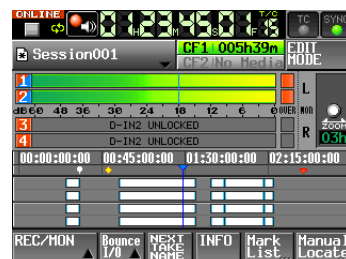 ONLINE
01H23M45S01F18
T/C
TC
SYNC
Session001
CF1 005h39m
CF2 No Media
EDIT MODE
1
2
dB60 48 36 30 24 18 12 6 0 OVER MON
L
R
3 D-IN2 UNLOCKED
4 D-IN2 UNLOCKED
ZOOM
03h
00:00:00:00 00:45:00:00 01:30:00:00 02:15:00:00
REC/MON
Bounce I/O
NEXT TAKE NAME
INFO
Mark List...
Manua
Locate